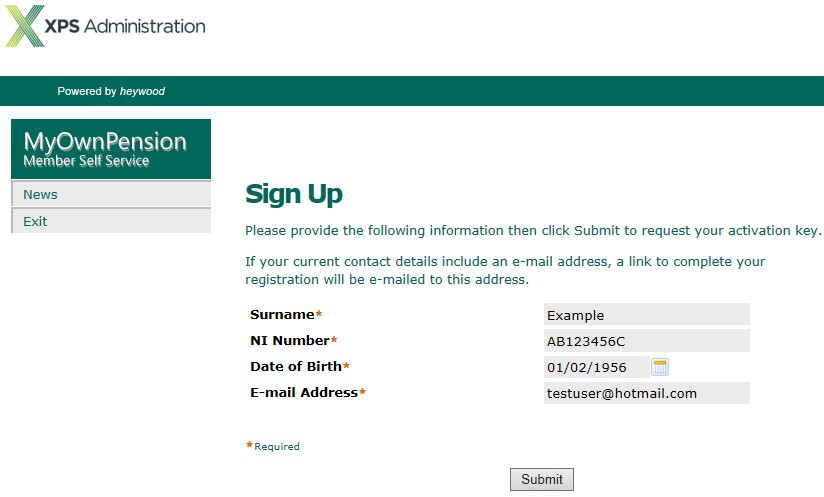 XPS Administration
Powered by heywood
MyOwnPension
Member Self Service
News
Exit
Sign Up
Please provide the following information then click Submit to request your activation key.
If your current contact details include an e-mail address, a link to complete your
registration will be e-mailed to this address.
Surname* Example
NI Number* AB123456C
Date of Birth* 01/02/1956
E-mail Address* testuser@hotmail.com
*Required
Submit